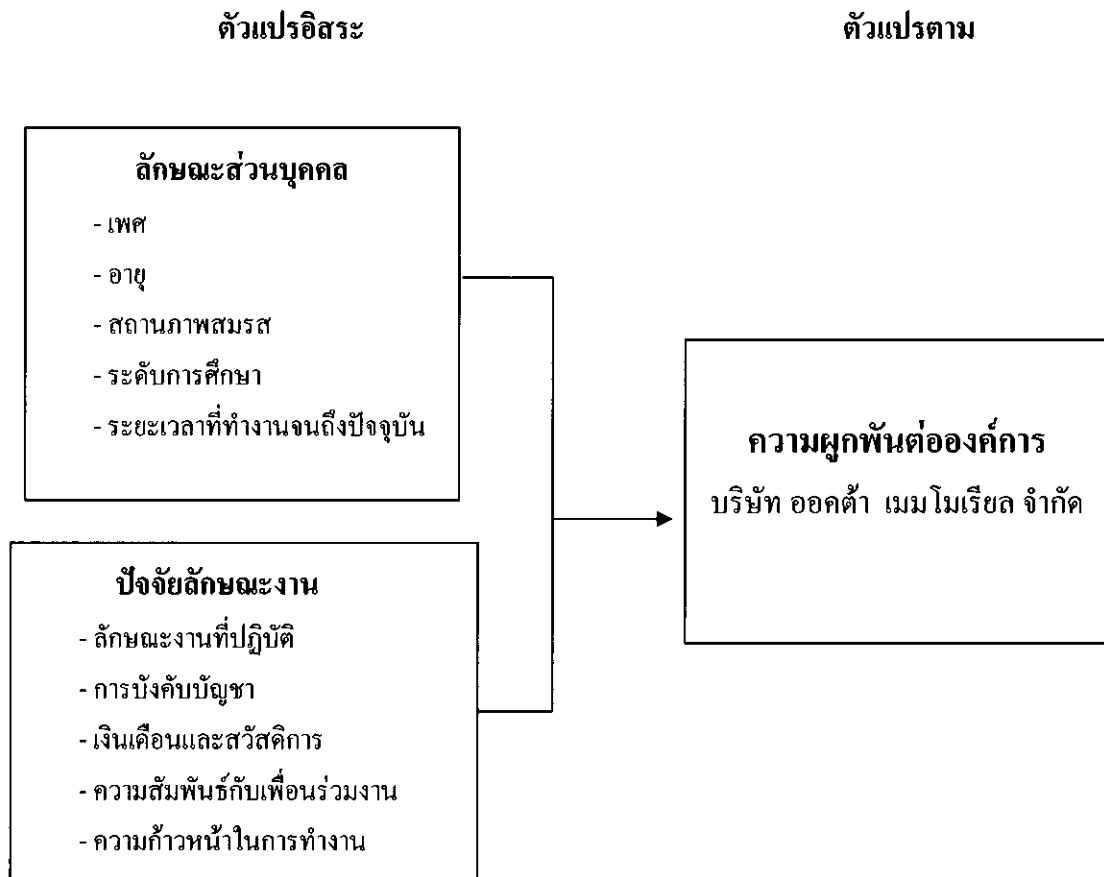 ตัวแปรอิสระ
ตัวแปรตาม
ลักษณะส่วนบุคคล
- เพศ
- อายุ
- สถานภาพสมรส
- ระดับการศึกษา
- ระยะเวลาที่ทำงานจนถึงปัจจุบัน
ความผูกพันต่อองค์การ
บริษัท ออคต้า เมมโมเรียล จำกัด
ปัจจัยลักษณะงาน
- ลักษณะงานที่ปฏิบัติ
- การบังคับบัญชา
- เงินเดือนและสวัสดิการ
- ความสัมพันธ์กับเพื่อนร่วมงาน
- ความก้าวหน้าในการทำงาน